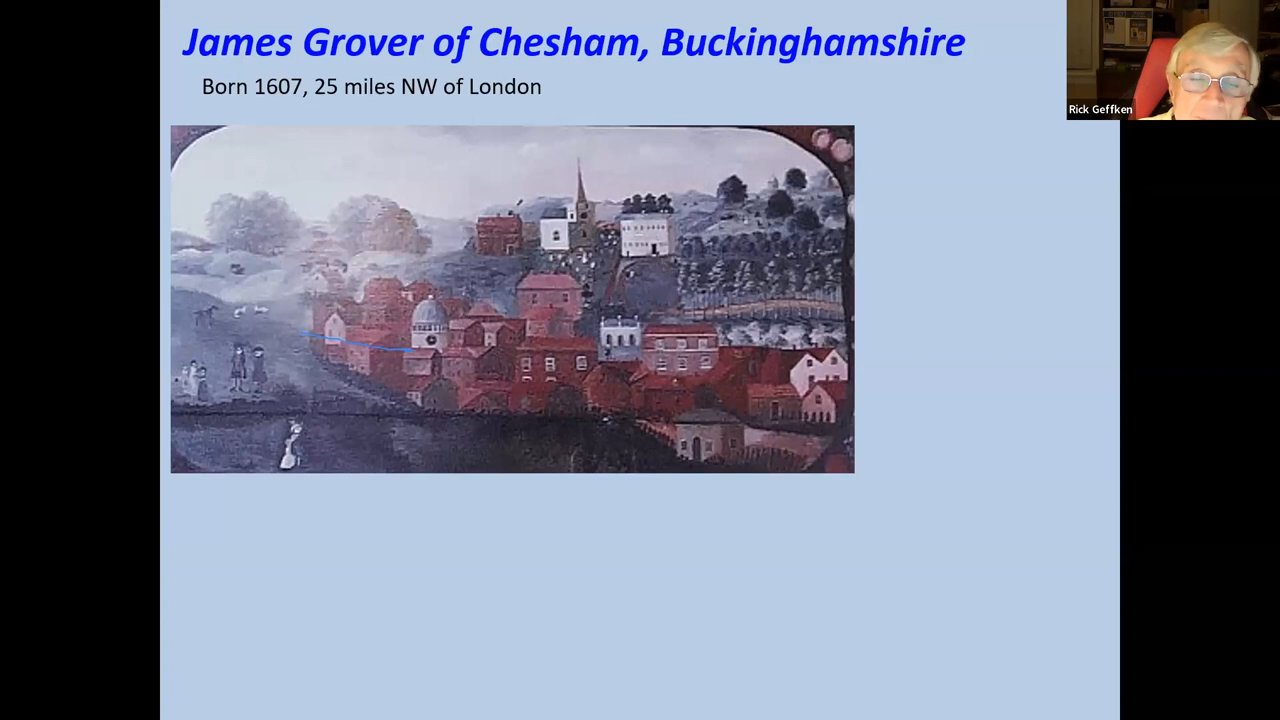 James Grover of Chesham, Buckinghamshire
Born 1607, 25 miles NW of London
Rick Geffken